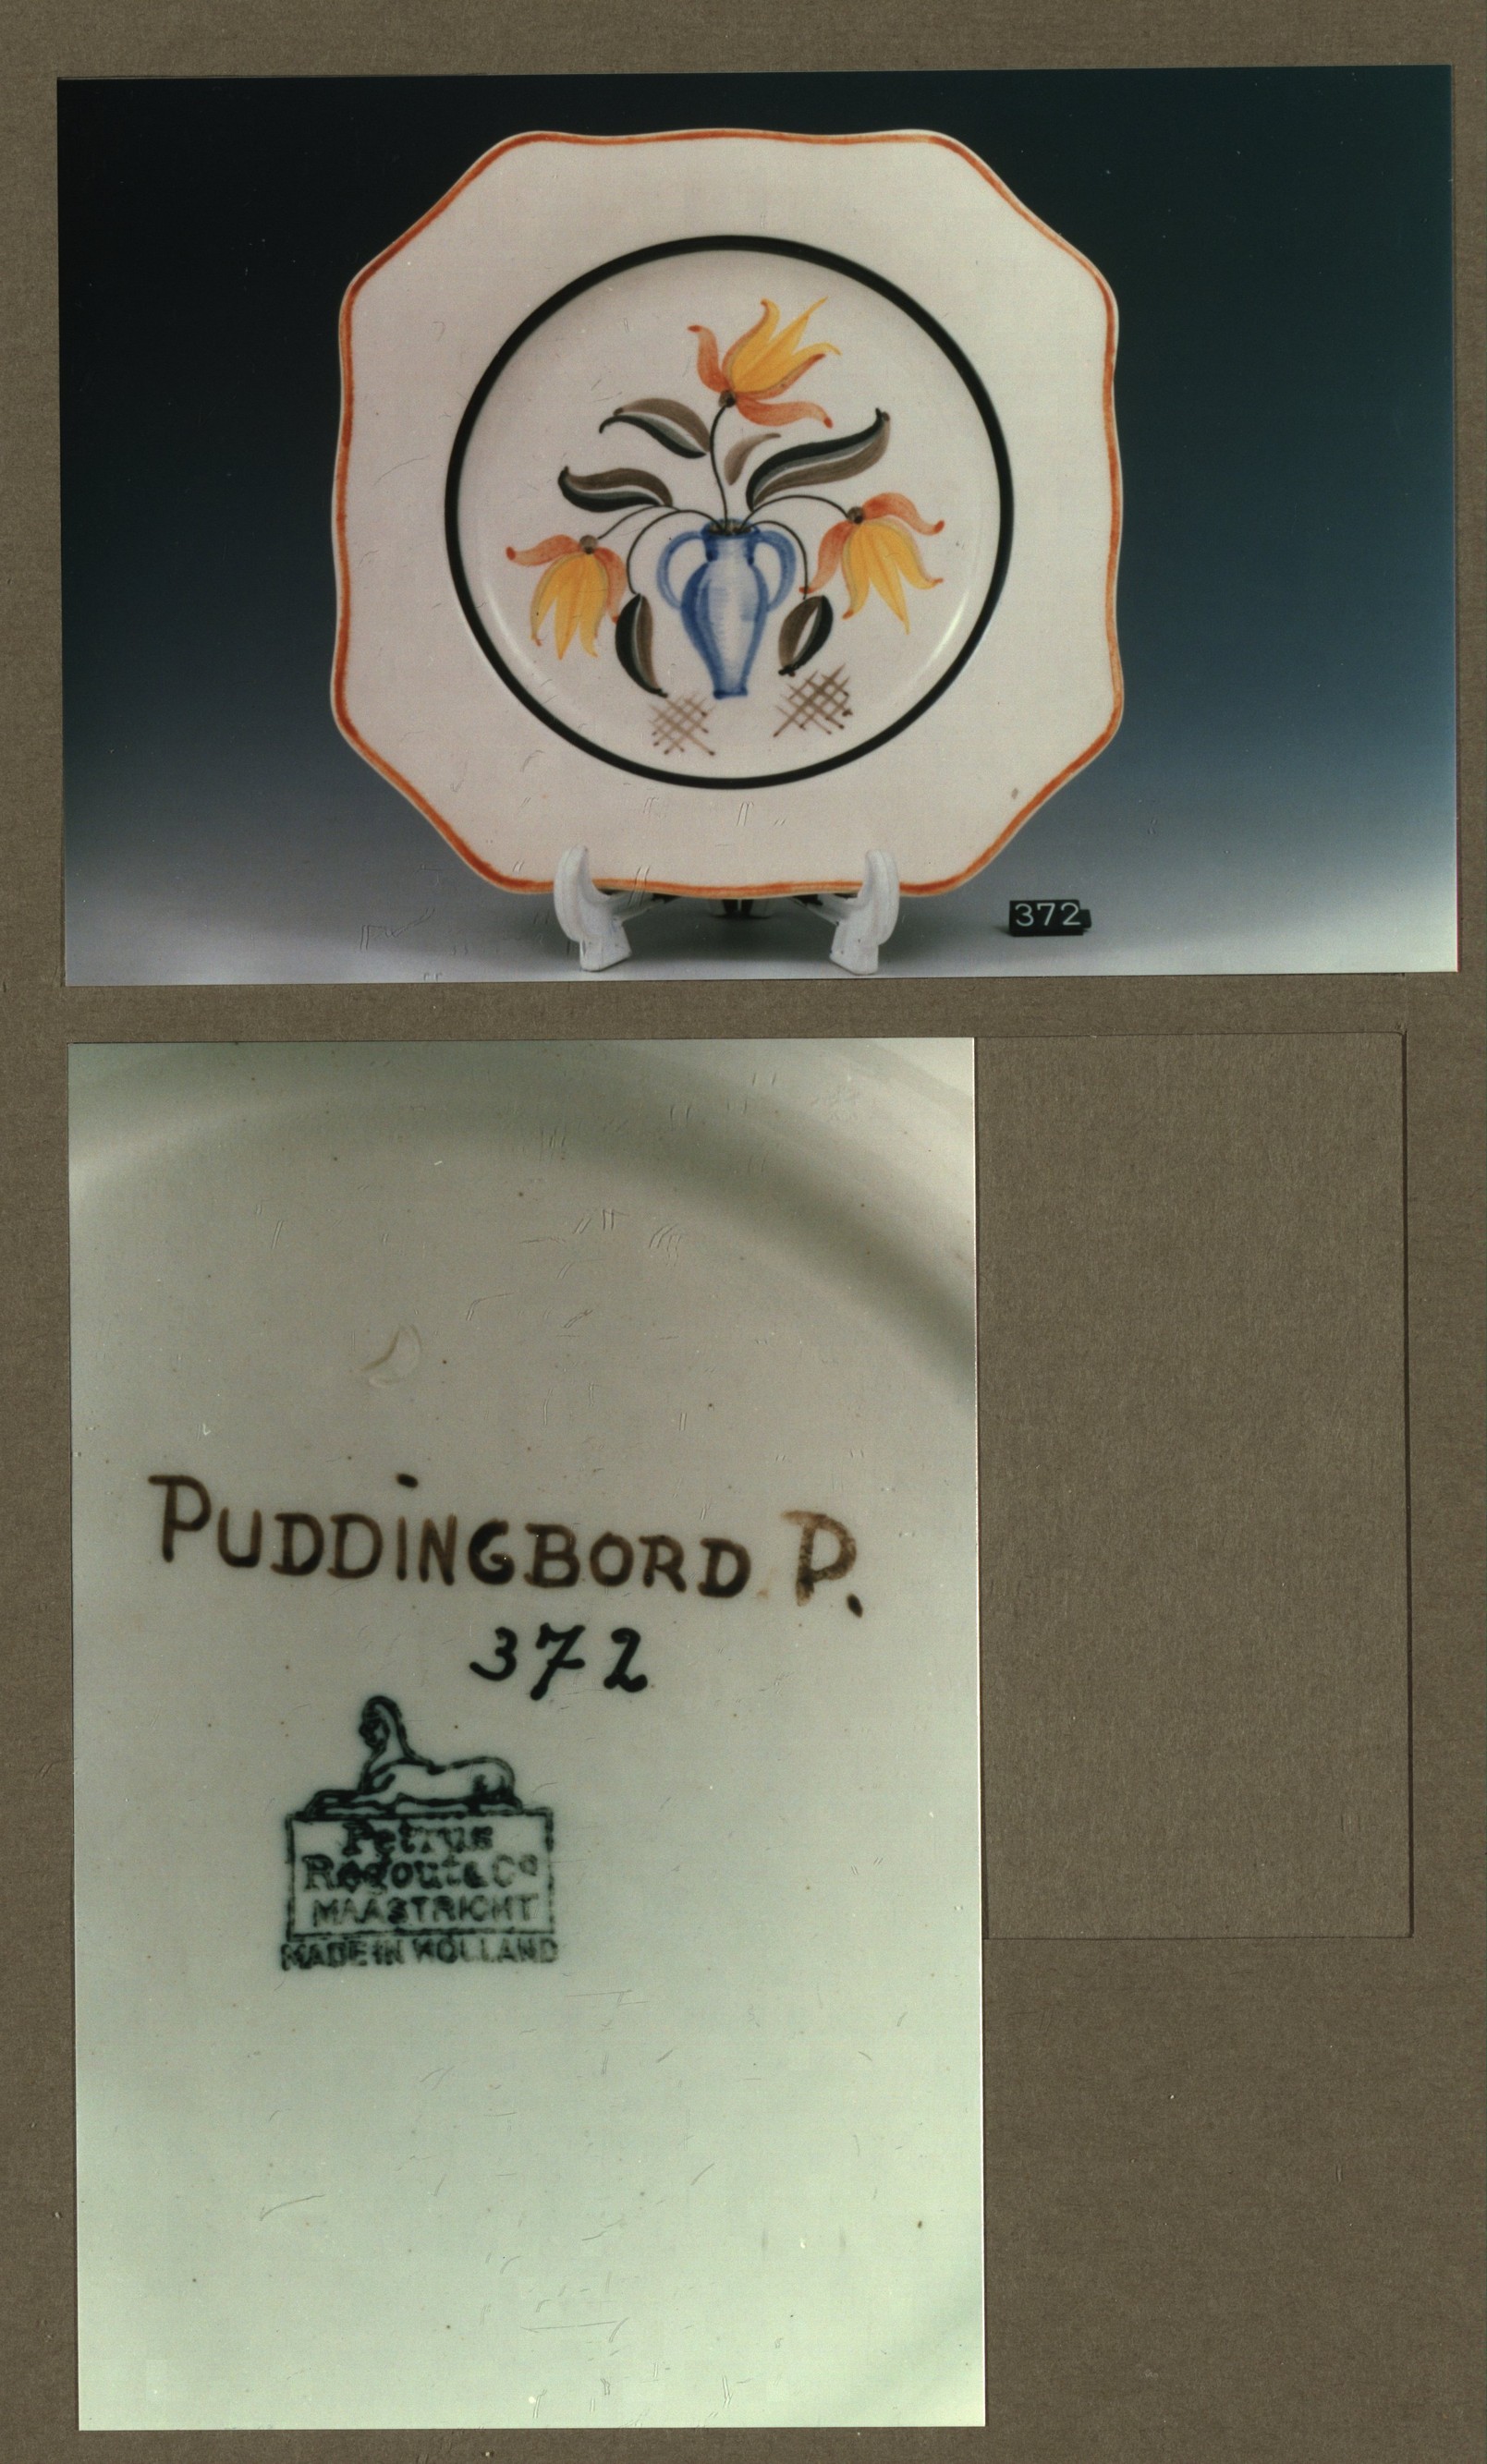 372
PUDDiNGBORD P.
372
Petrus
Regout & Co
MAASTRICHT
MADE IN HOLLAND